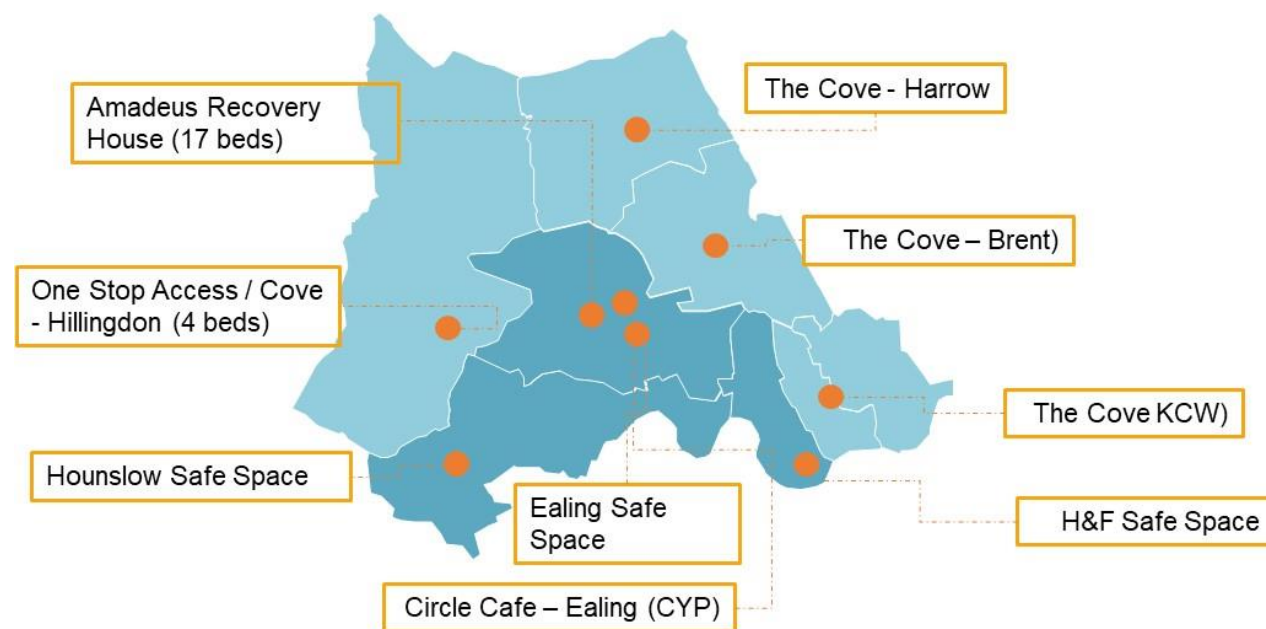 Amadeus Recovery
House (17 beds)
The Cove - Harrow
The Cove – Brent)
One Stop Access / Cove
- Hillingdon (4 beds)
The Cove KCW)
Hounslow Safe Space
Ealing Safe
Space
H&F Safe Space
Circle Cafe – Ealing (CYP)